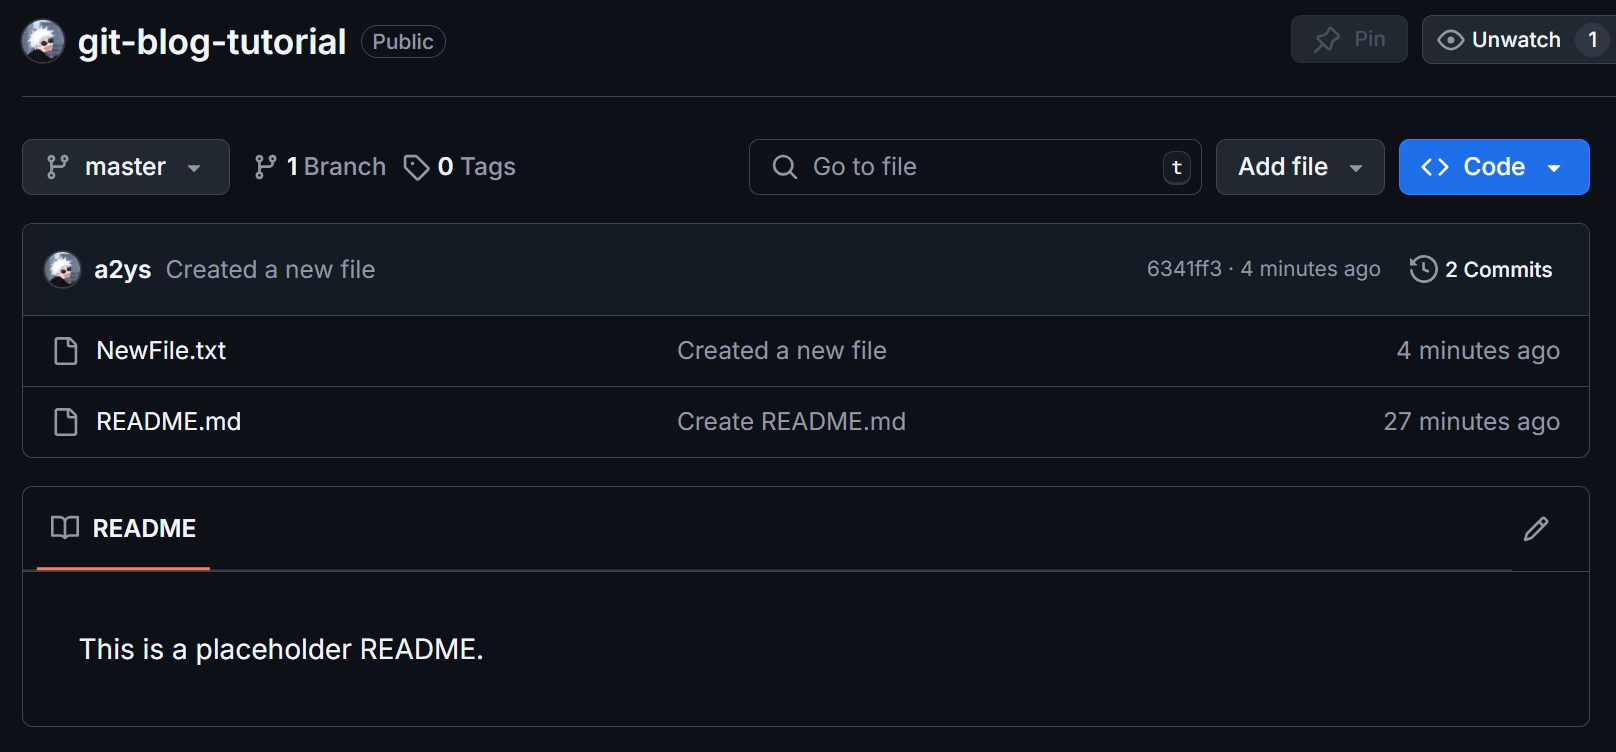 git-blog-tutorial Public Pin Unwatch 1
master 1 Branch 0 Tags Go to file t Add file Code
a2ys Created a new file 6341ff3 · 4 minutes ago 2 Commits
NewFile.txt Created a new file 4 minutes ago
README.md Create README.md 27 minutes ago
README
This is a placeholder README.